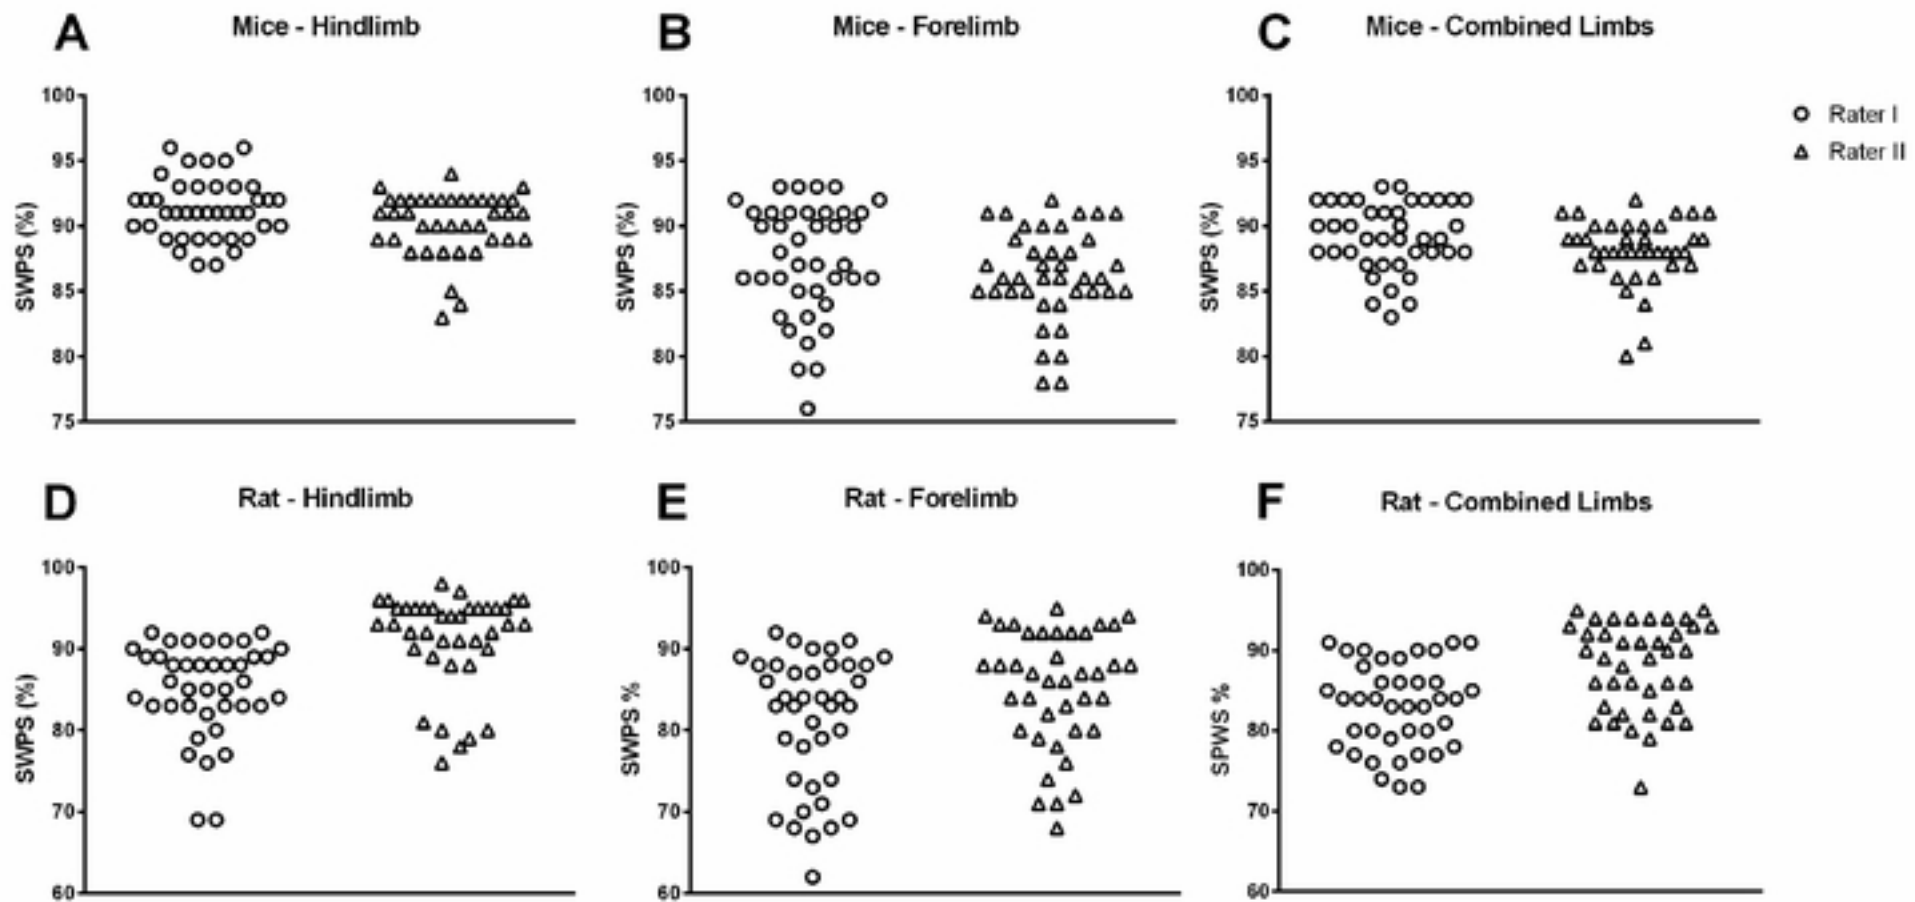 A Mice - Hindlimb
B Mice - Forelimb
C Mice - Combined Limbs
SWPS (%)
100
95
90
85
80
75
SWPS (%)
100
95
90
85
80
75
SWPS (%)
100
95
90
85
80
75
Rater I
Rater II
D Rat - Hindlimb
E Rat - Forelimb
F Rat - Combined Limbs
SWPS (%)
100
90
80
70
60
SWPS %
100
90
80
70
60
SPWS %
100
90
80
70
60